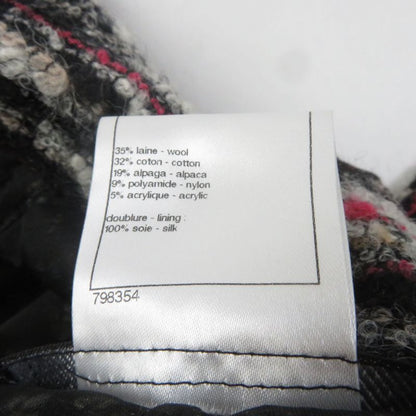 35% laine - wool
32% coton - cotton
19% alpaga - alpaca
9% polyamide - nylon
5% acrylique - acrylic
doublure - lining :
100% soie - silk
798354